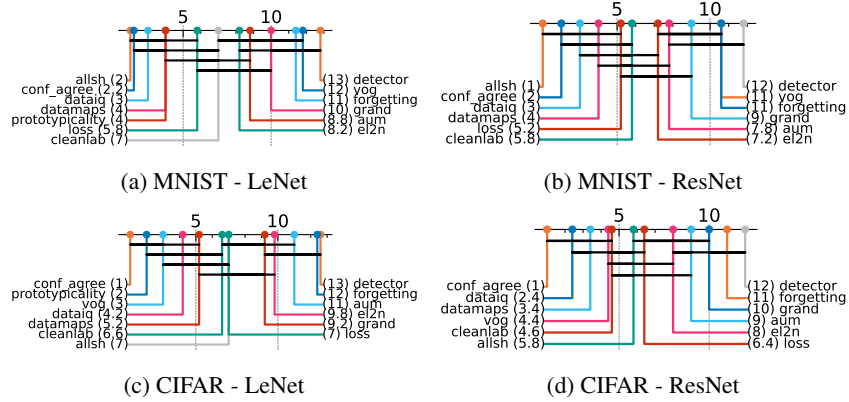 5 10
allsh (2)
conf_agree (2.2)
dataiq (3)
datamaps (4)
prototypicality (4)
loss (5.8)
cleanlab (7)
(13) detector
(12) vog
(11) forgetting
(10) grand
(8.8) aum
(8.2) el2n
(a) MNIST - LeNet
5 10
allsh (1)
conf_agree (2)
dataiq (3)
datamaps (4)
loss (5.2)
cleanlab (5.8)
(12) detector
(11) vog
(11) forgetting
(9) grand
(7.8) aum
(7.2) el2n
(b) MNIST - ResNet
5 10
conf_agree (1)
prototypicality (2)
vog (3)
dataiq (4.2)
datamaps (5.2)
cleanlab (6.6)
allsh (7)
(13) detector
(12) forgetting
(11) aum
(9.8) el2n
(9.2) grand
(7) loss
(c) CIFAR - LeNet
5 10
conf_agree (1)
dataiq (2.4)
datamaps (3.4)
vog (4.4)
cleanlab (4.6)
allsh (5.8)
(12) detector
(11) forgetting
(10) grand
(9) aum
(8) el2n
(6.4) loss
(d) CIFAR - ResNet